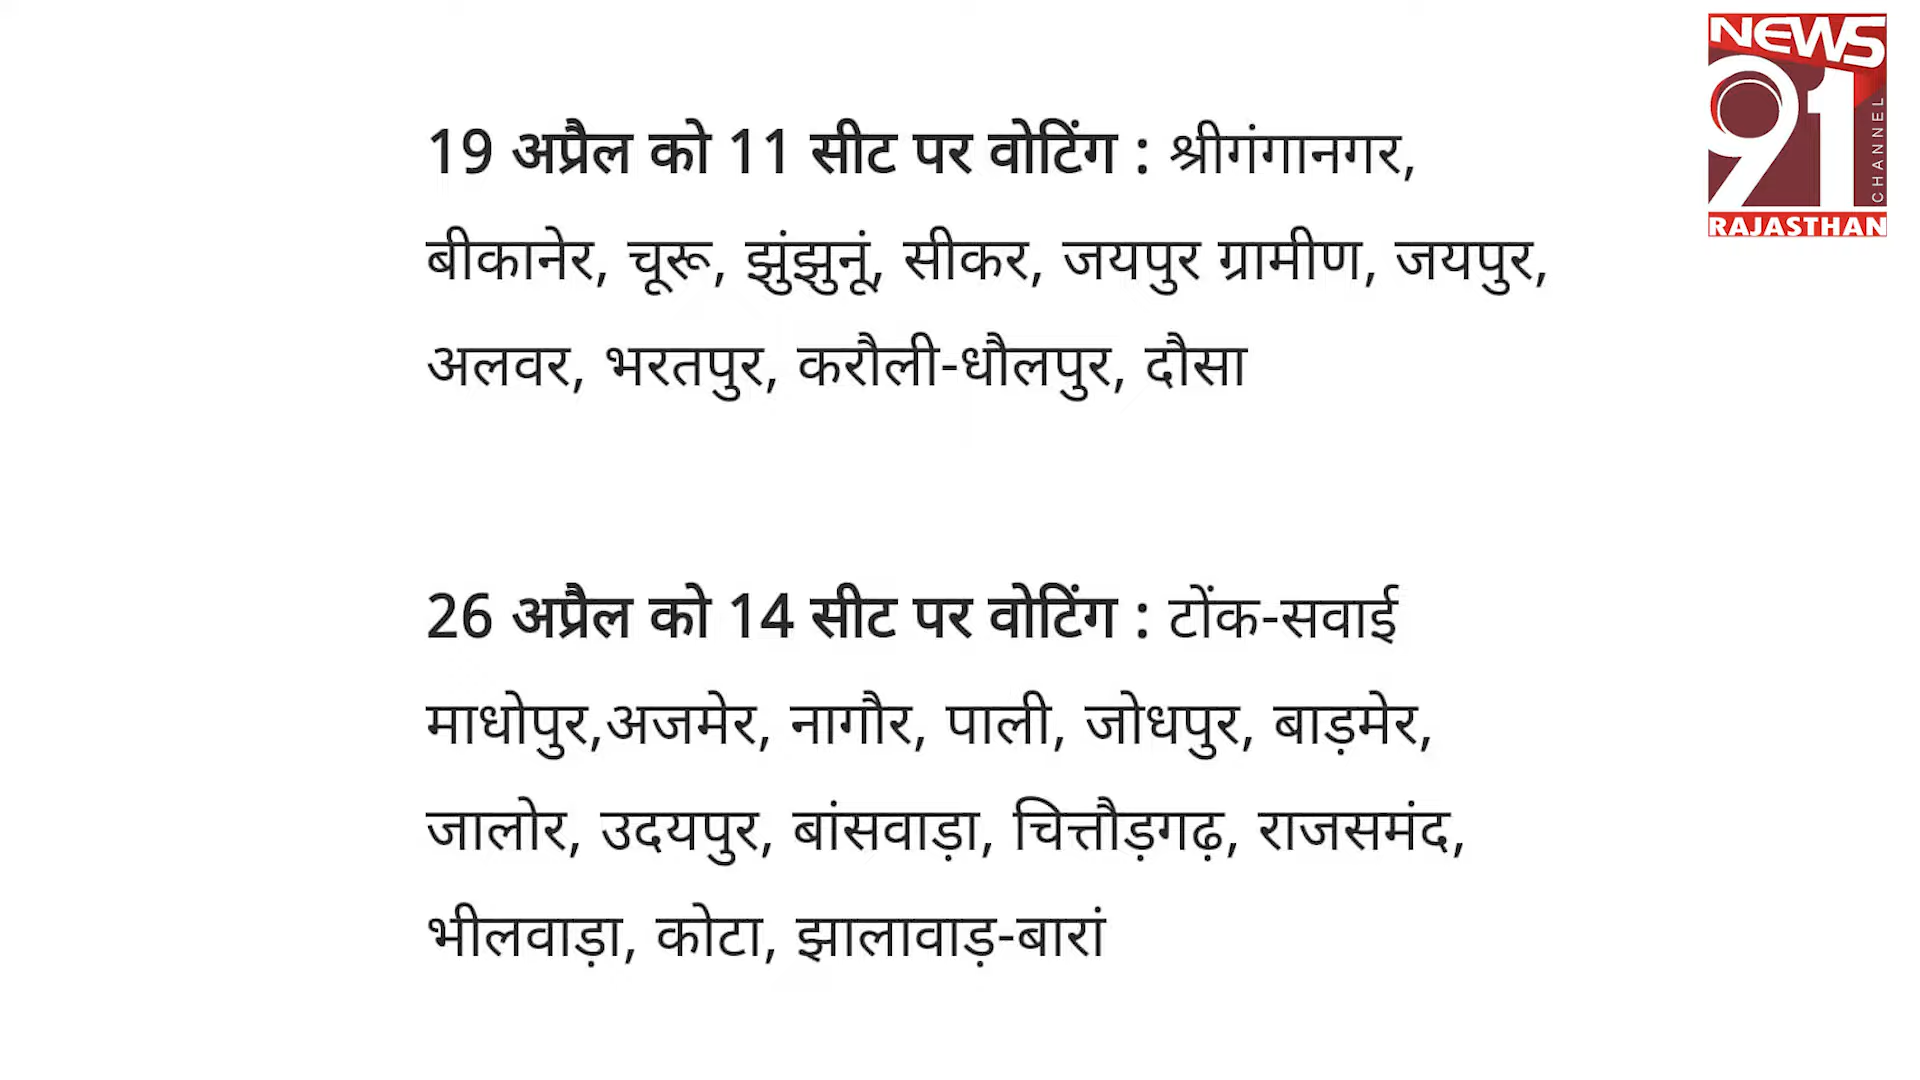 NEWS
91
CHANNEL
RAJASTHAN
19 अप्रैल को 11 सीट पर वोटिंग : श्रीगंगानगर,
बीकानेर, चूरू, झुंझुनूं, सीकर, जयपुर ग्रामीण, जयपुर,
अलवर, भरतपुर, करौली-धौलपुर, दौसा
26 अप्रैल को 14 सीट पर वोटिंग : टोंक-सवाई
माधोपुर,अजमेर, नागौर, पाली, जोधपुर, बाड़मेर,
जालोर, उदयपुर, बांसवाड़ा, चित्तौड़गढ़, राजसमंद,
भीलवाड़ा, कोटा, झालावाड़-बारां